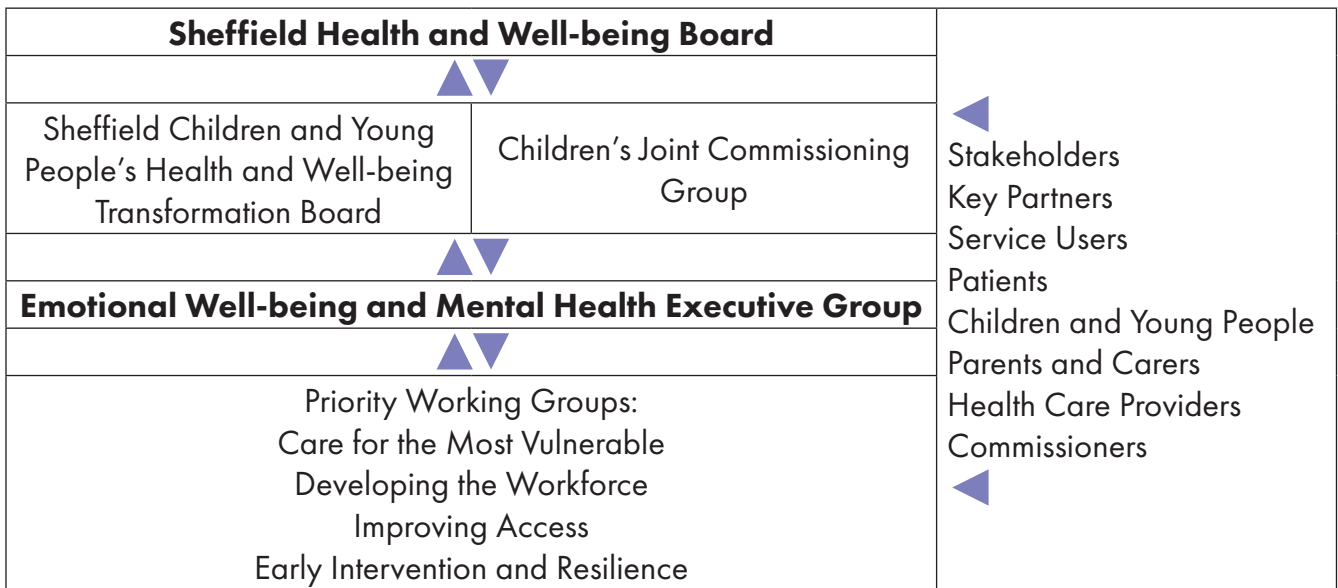 Sheffield Health and Well-being Board
Sheffield Children and Young
People’s Health and Well-being
Transformation Board
Children’s Joint Commissioning
Group
Emotional Well-being and Mental Health Executive Group
Priority Working Groups:
Care for the Most Vulnerable
Developing the Workforce
Improving Access
Early Intervention and Resilience
Stakeholders
Key Partners
Service Users
Patients
Children and Young People
Parents and Carers
Health Care Providers
Commissioners